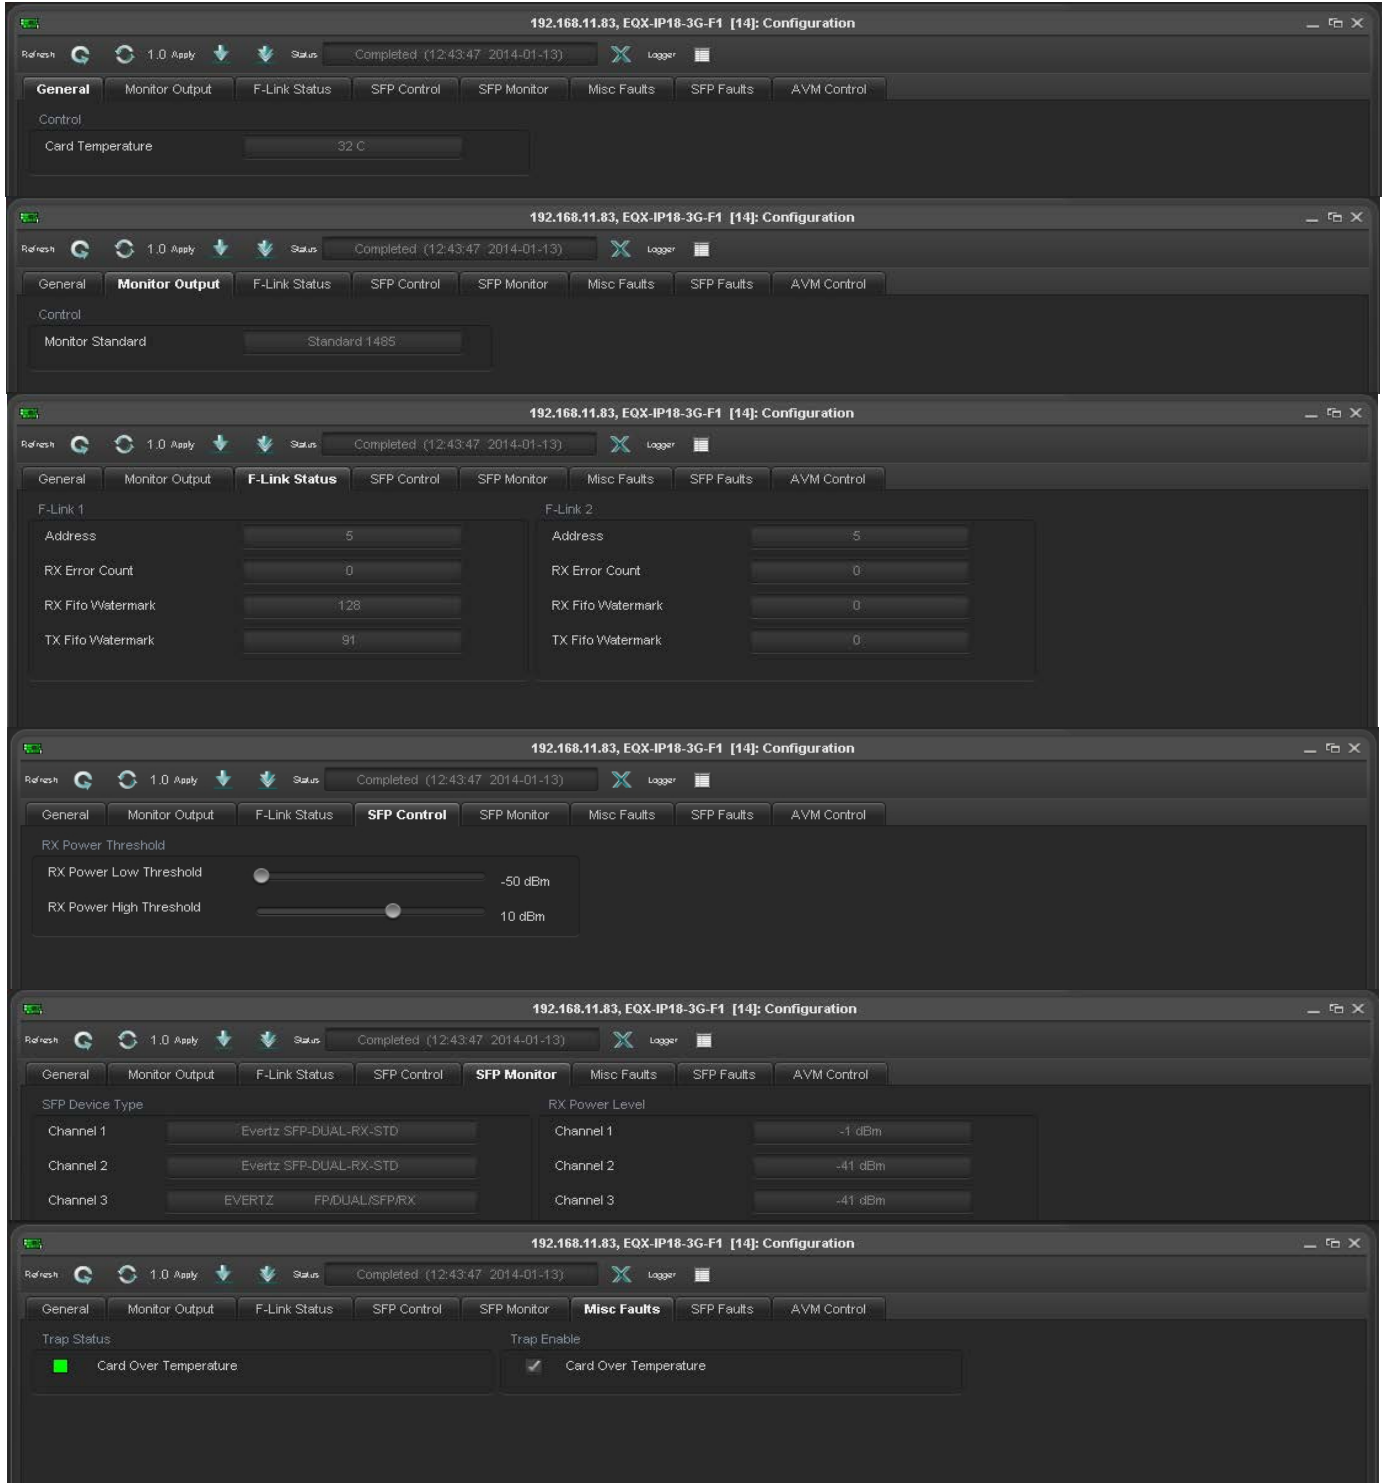 192.168.11.83, EQX-IP18-3G-F1 [14]: Configuration
Refresh 1.0 Apply Status Completed (12:43:47 2014-01-13) Logger
General Monitor Output F-Link Status SFP Control SFP Monitor Misc Faults SFP Faults AVM Control
Control
Card Temperature 32 C
192.168.11.83, EQX-IP18-3G-F1 [14]: Configuration
Refresh 1.0 Apply Status Completed (12:43:47 2014-01-13) Logger
General Monitor Output F-Link Status SFP Control SFP Monitor Misc Faults SFP Faults AVM Control
Control
Monitor Standard Standard 1485
192.168.11.83, EQX-IP18-3G-F1 [14]: Configuration
Refresh 1.0 Apply Status Completed (12:43:47 2014-01-13) Logger
General Monitor Output F-Link Status SFP Control SFP Monitor Misc Faults SFP Faults AVM Control
F-Link 1 F-Link 2
Address 5 Address 5
RX Error Count 0 RX Error Count 0
RX Fifo Watermark 128 RX Fifo Watermark 0
TX Fifo Watermark 91 TX Fifo Watermark 0
192.168.11.83, EQX-IP18-3G-F1 [14]: Configuration
Refresh 1.0 Apply Status Completed (12:43:47 2014-01-13) Logger
General Monitor Output F-Link Status SFP Control SFP Monitor Misc Faults SFP Faults AVM Control
RX Power Threshold
RX Power Low Threshold -50 dBm
RX Power High Threshold 10 dBm
192.168.11.83, EQX-IP18-3G-F1 [14]: Configuration
Refresh 1.0 Apply Status Completed (12:43:47 2014-01-13) Logger
General Monitor Output F-Link Status SFP Control SFP Monitor Misc Faults SFP Faults AVM Control
SFP Device Type RX Power Level
Channel 1 Evertz SFP-DUAL-RX-STD Channel 1 -1 dBm
Channel 2 Evertz SFP-DUAL-RX-STD Channel 2 -41 dBm
Channel 3 EVERTZ FP/DUAL/SFP/RX Channel 3 -41 dBm
192.168.11.83, EQX-IP18-3G-F1 [14]: Configuration
Refresh 1.0 Apply Status Completed (12:43:47 2014-01-13) Logger
General Monitor Output F-Link Status SFP Control SFP Monitor Misc Faults SFP Faults AVM Control
Trap Status Trap Enable
Card Over Temperature Card Over Temperature